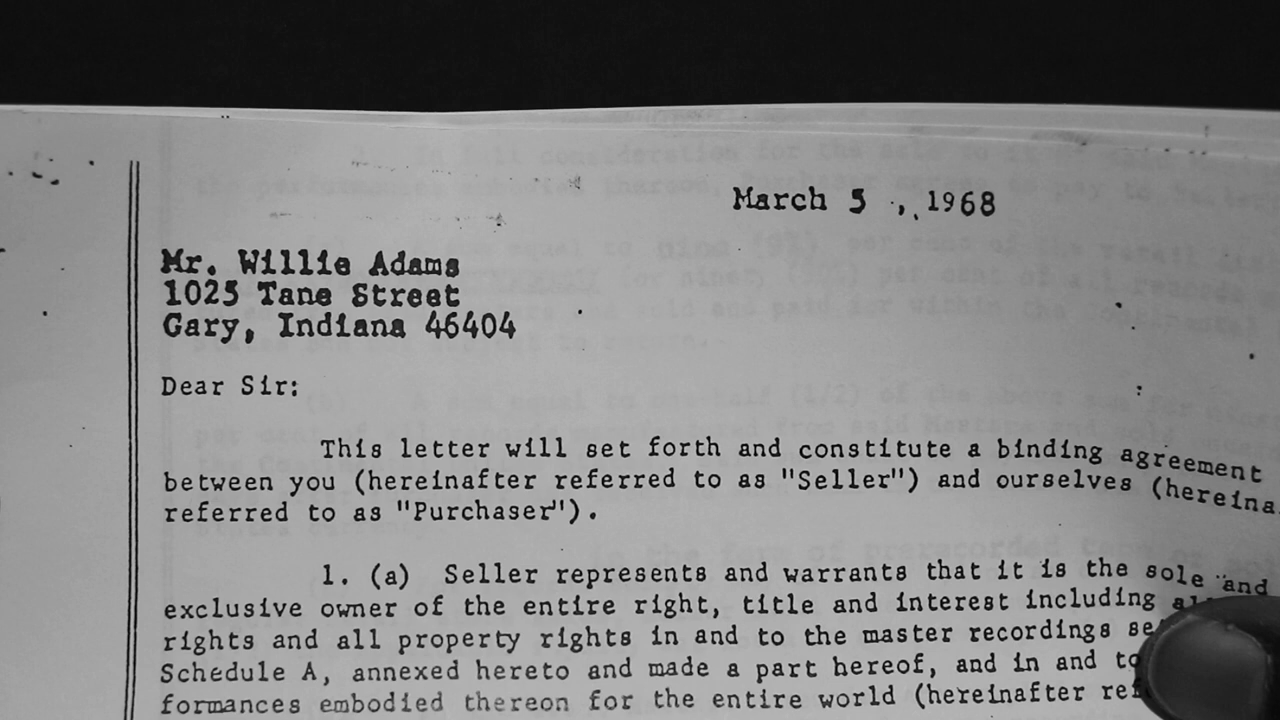 March 5, 1968
Mr. Willie Adams
1025 Tane Street
Gary, Indiana 46404
Dear Sir:
This letter will set forth and constitute a binding agreement
between you (hereinafter referred to as "Seller") and ourselves (hereina
referred to as "Purchaser").
1. (a) Seller represents and warrants that it is the sole and
exclusive owner of the entire right, title and interest including
rights and all property rights in and to the master recordings
Schedule A, annexed hereto and made a part hereof, and in and to
formances embodied thereon for the entire world (hereinafter